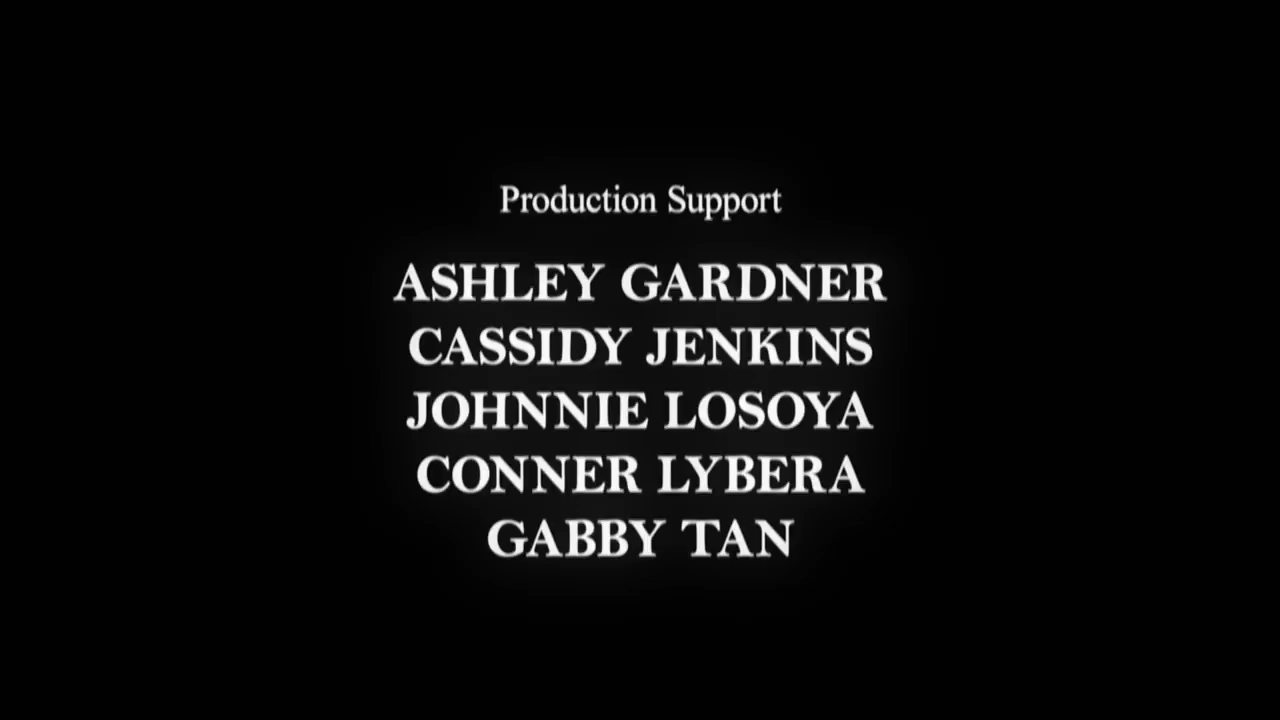 Production Support
ASHLEY GARDNER
CASSIDY JENKINS
JOHNNIE LOSOYA
CONNER LYBERA
GABBY TAN